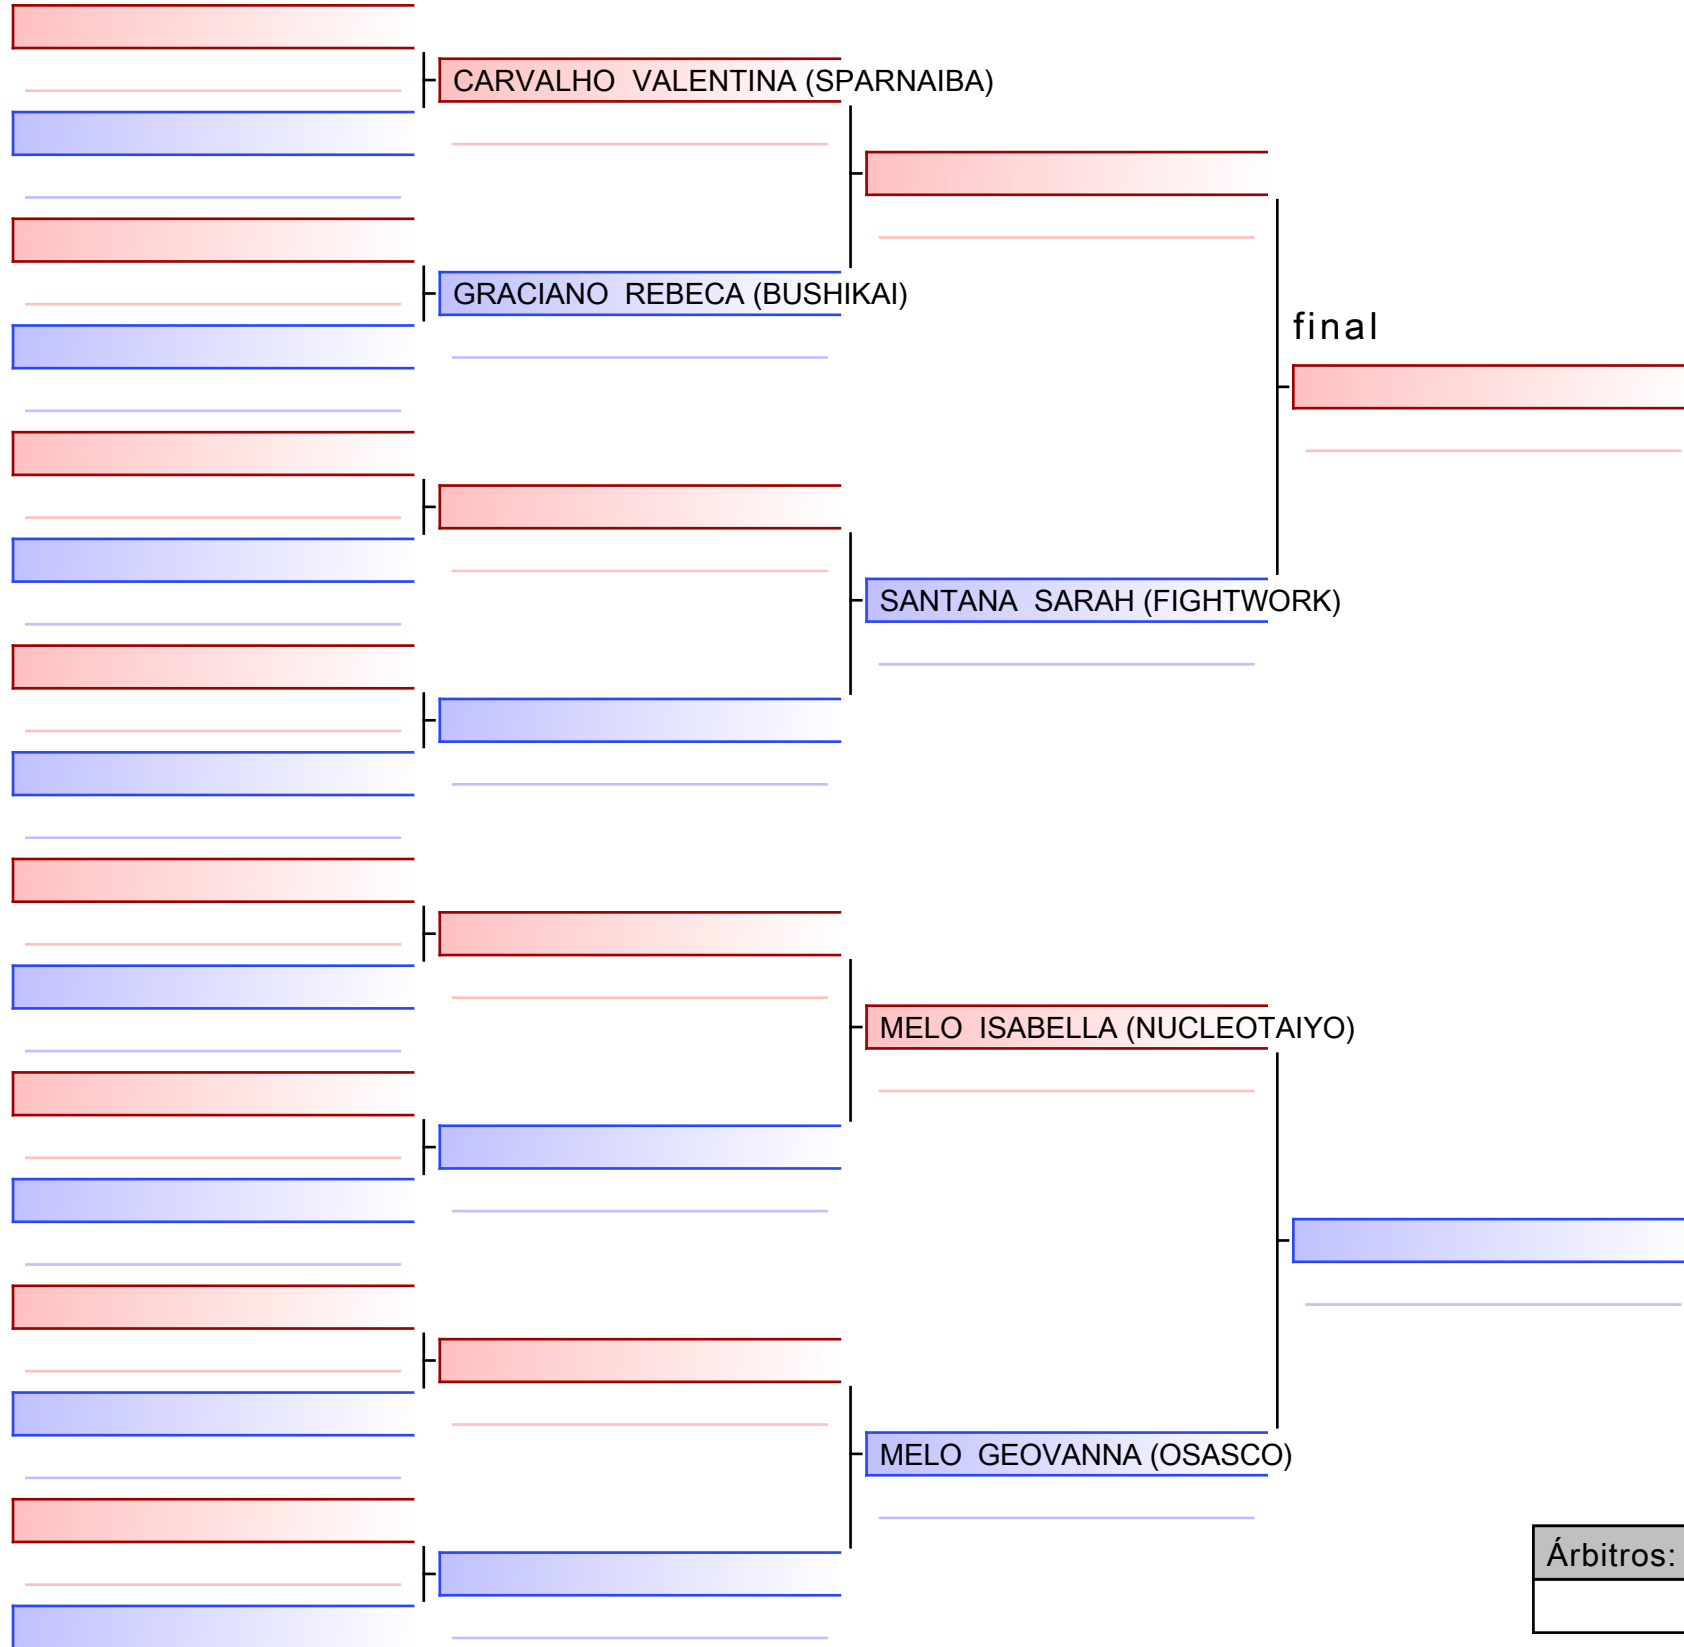 CARVALHO  VALENTINA (SPARNAIBA)
GRACIANO  REBECA (BUSHIKAI)
final
SANTANA  SARAH (FIGHTWORK)
MELO  ISABELLA (NUCLEOTAIYO)
MELO  GEOVANNA (OSASCO)
Árbitros: